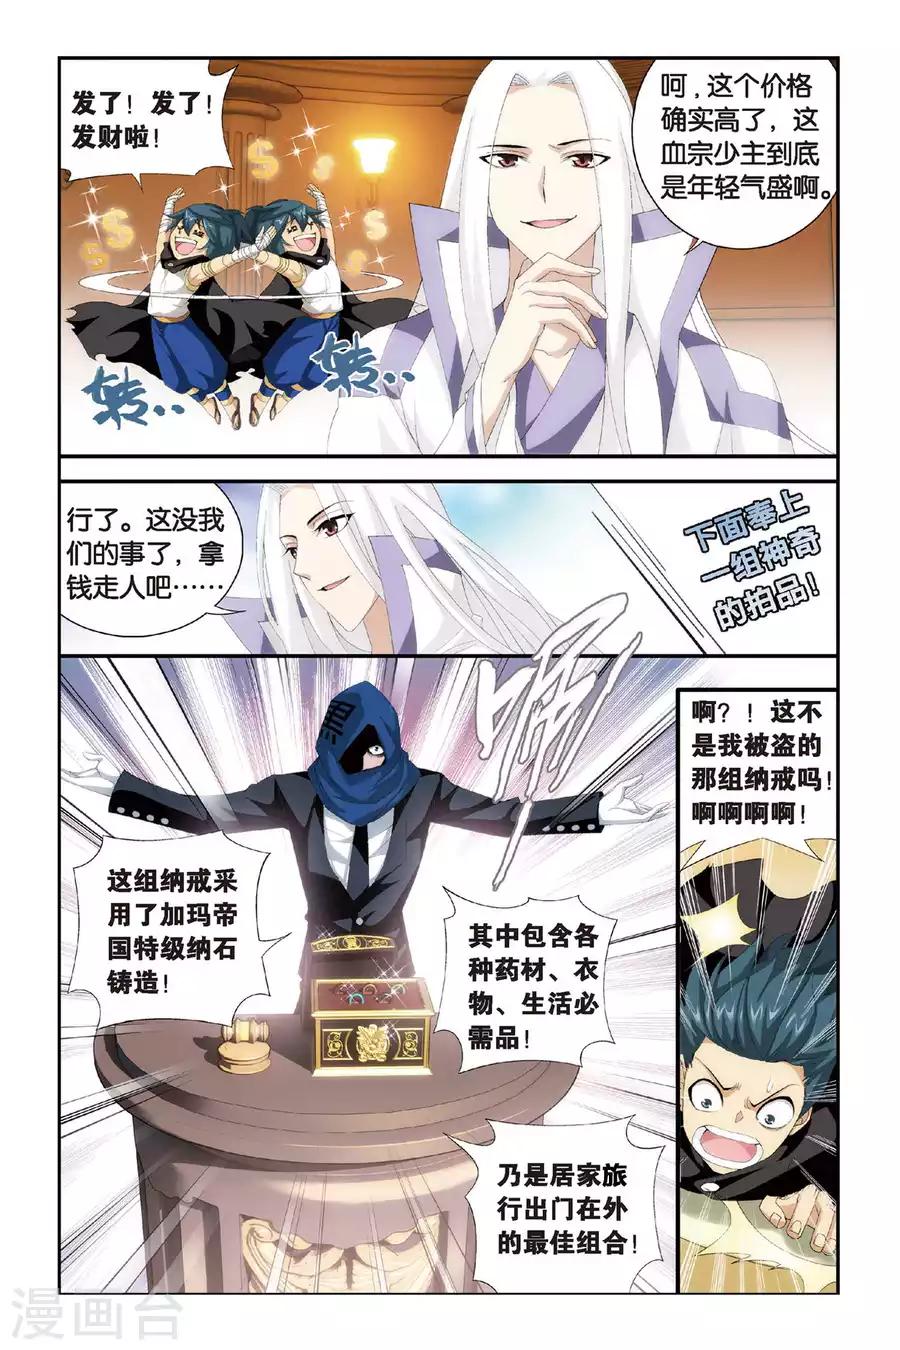 发了！发了！
发财啦！
呵，这个价格
确实高了，这
血宗少主到底
是年轻气盛啊。
转..
转..
行了。这没我
们的事了，拿
钱走人吧……
下面奉上
一组神奇
的拍品！
啊？！这不
是我被盗的
那组纳戒吗！
啊啊啊啊！
这组纳戒采
用了加玛帝
国特级纳石
铸造！
其中包含各
种药材、衣
物、生活必
需品！
乃是居家旅
行出门在外
的最佳组合！
漫画台